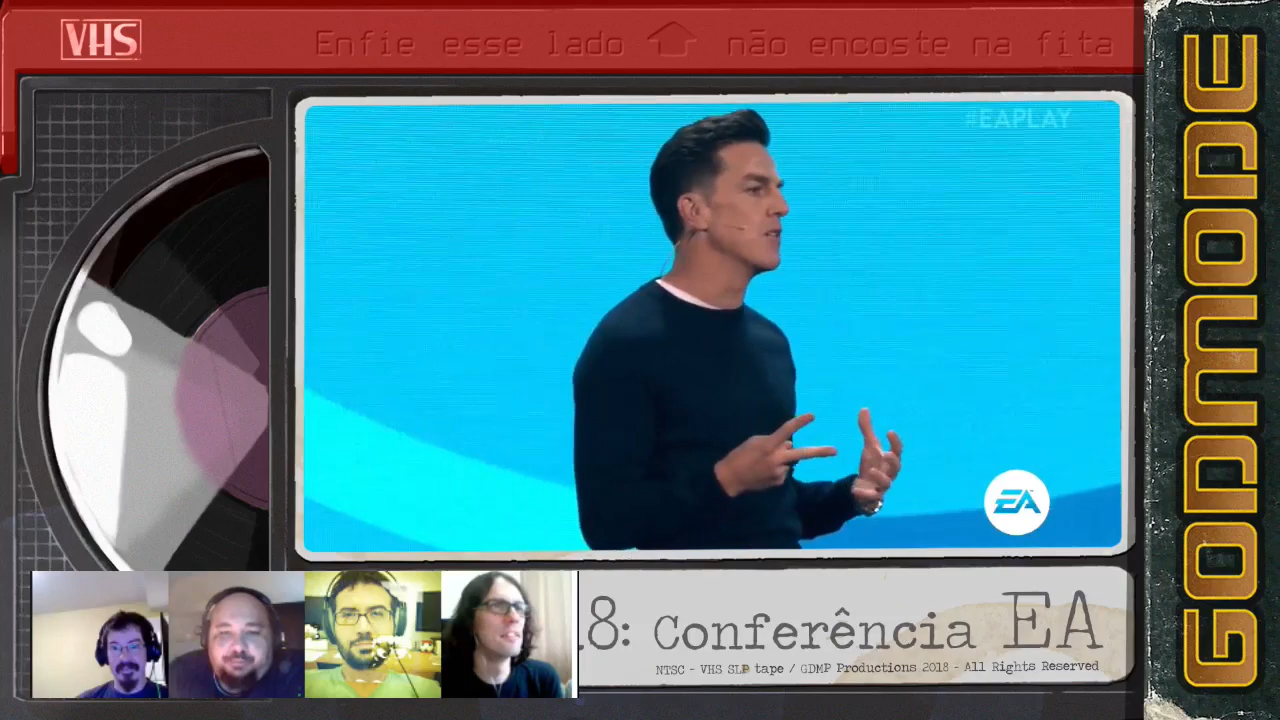 VHS
Enfie esse lado não encoste na fita
#EAPLAY
EA
8: Conferência EA
NTSC - VHS SLP tape / GDMP Productions 2018 - All Rights Reserved
GODMODE